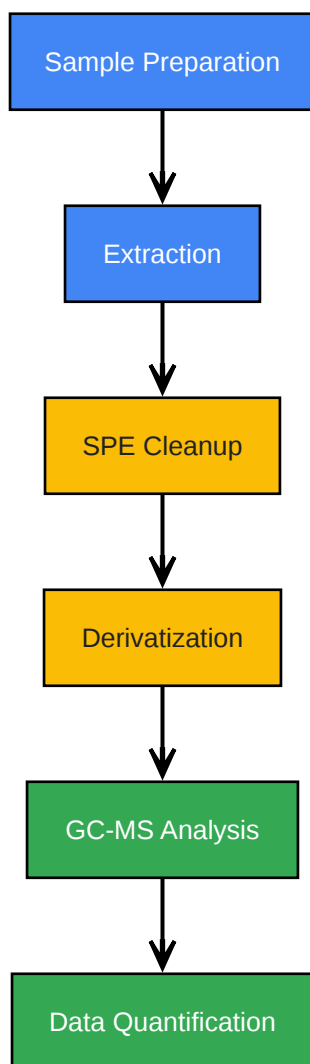 Sample Preparation
Extraction
SPE Cleanup
Derivatization
GC-MS Analysis
Data Quantification